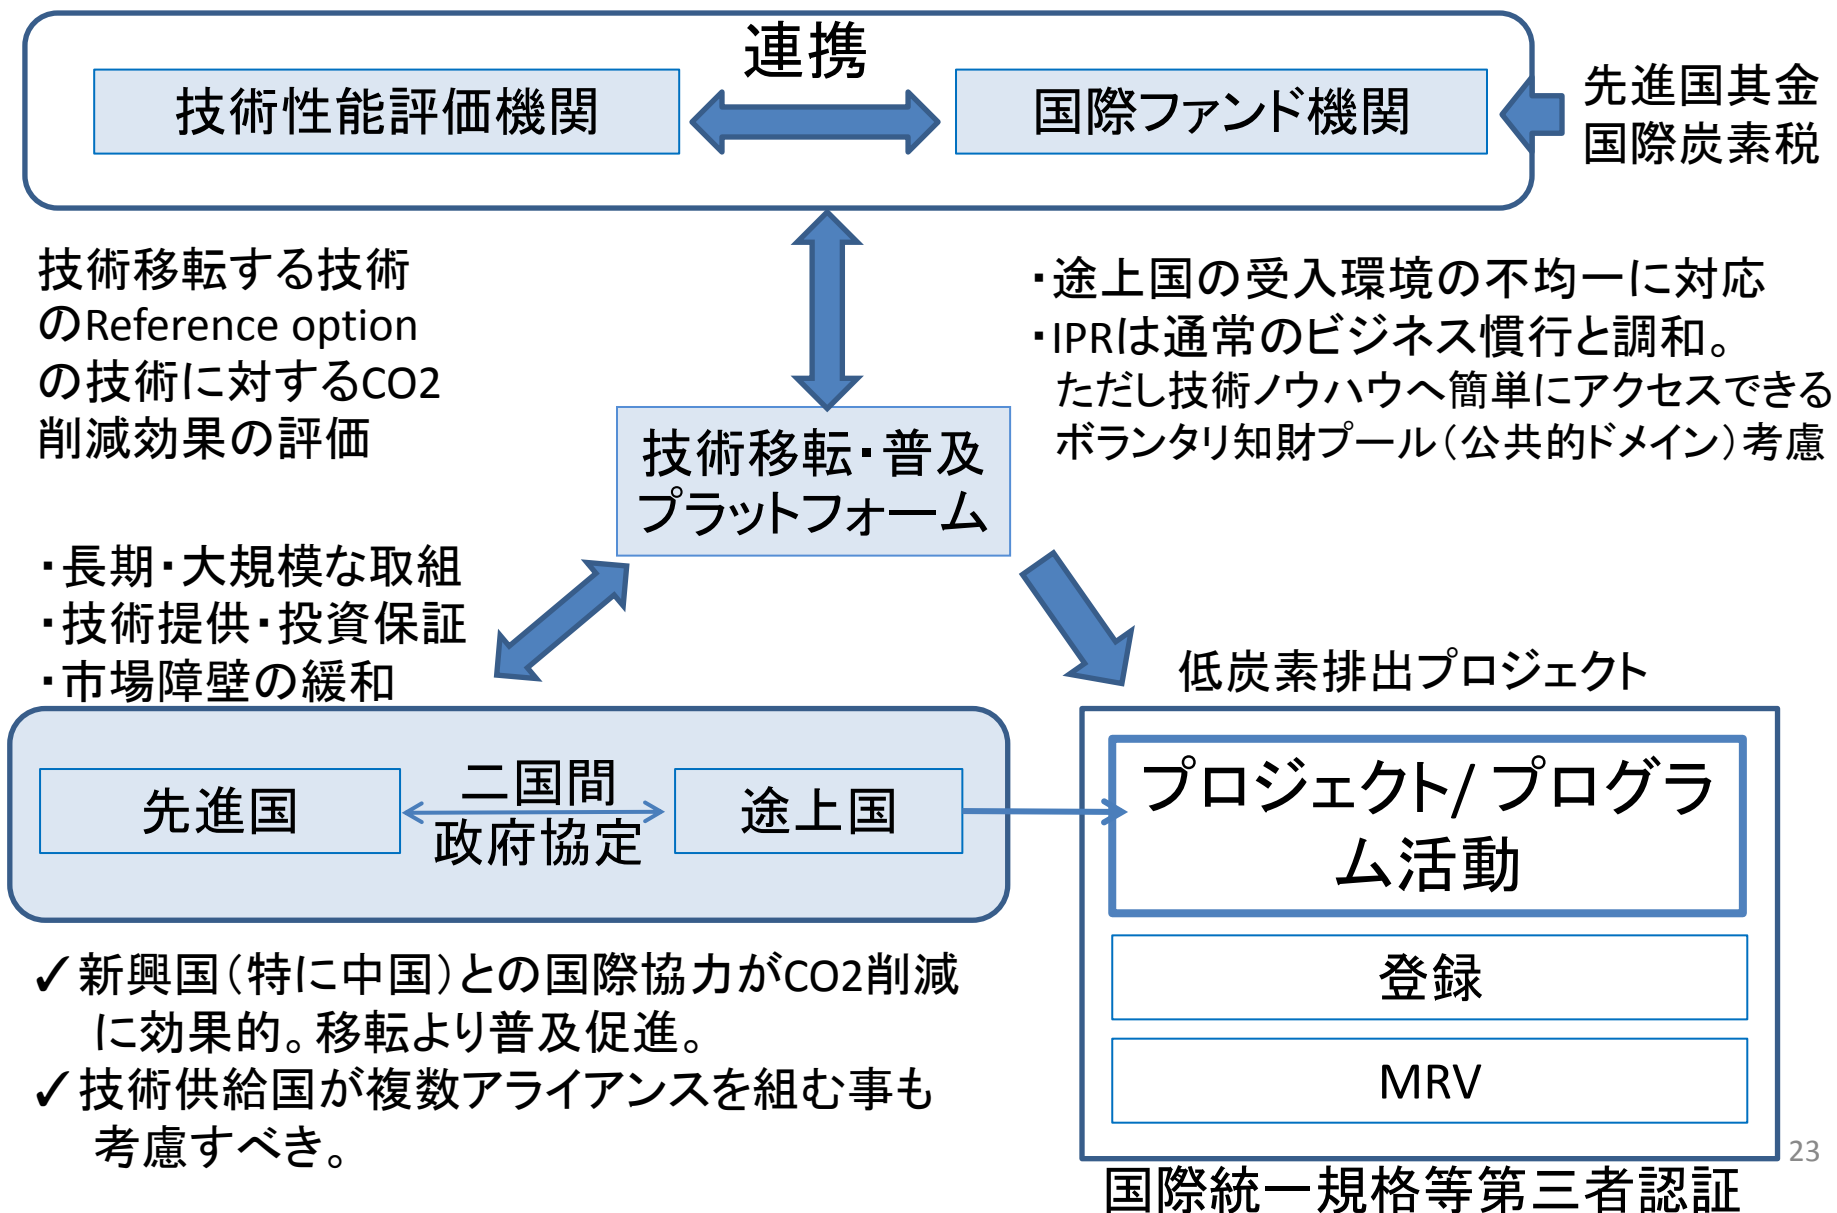 連携
技術性能評価機関
国際ファンド機関
先進国其金
国際炭素税
技術移転する技術
のReference option
の技術に対するCO2
削減効果の評価
・途上国の受入環境の不均一に対応
・IPRは通常のビジネス慣行と調和。
ただし技術ノウハウへ簡単にアクセスできる
ボランタリ知財プール（公共的ドメイン）考慮
技術移転・普及
プラットフォーム
・長期・大規模な取組
・技術提供・投資保証
・市場障壁の緩和
低炭素排出プロジェクト
先進国
二国間
政府協定
途上国
プロジェクト/ プログラ
ム活動
登録
MRV
✓新興国（特に中国）との国際協力がCO2削減
に効果的。移転より普及促進。
✓技術供給国が複数アライアンスを組む事も
考慮すべき。
国際統一規格等第三者認証
23